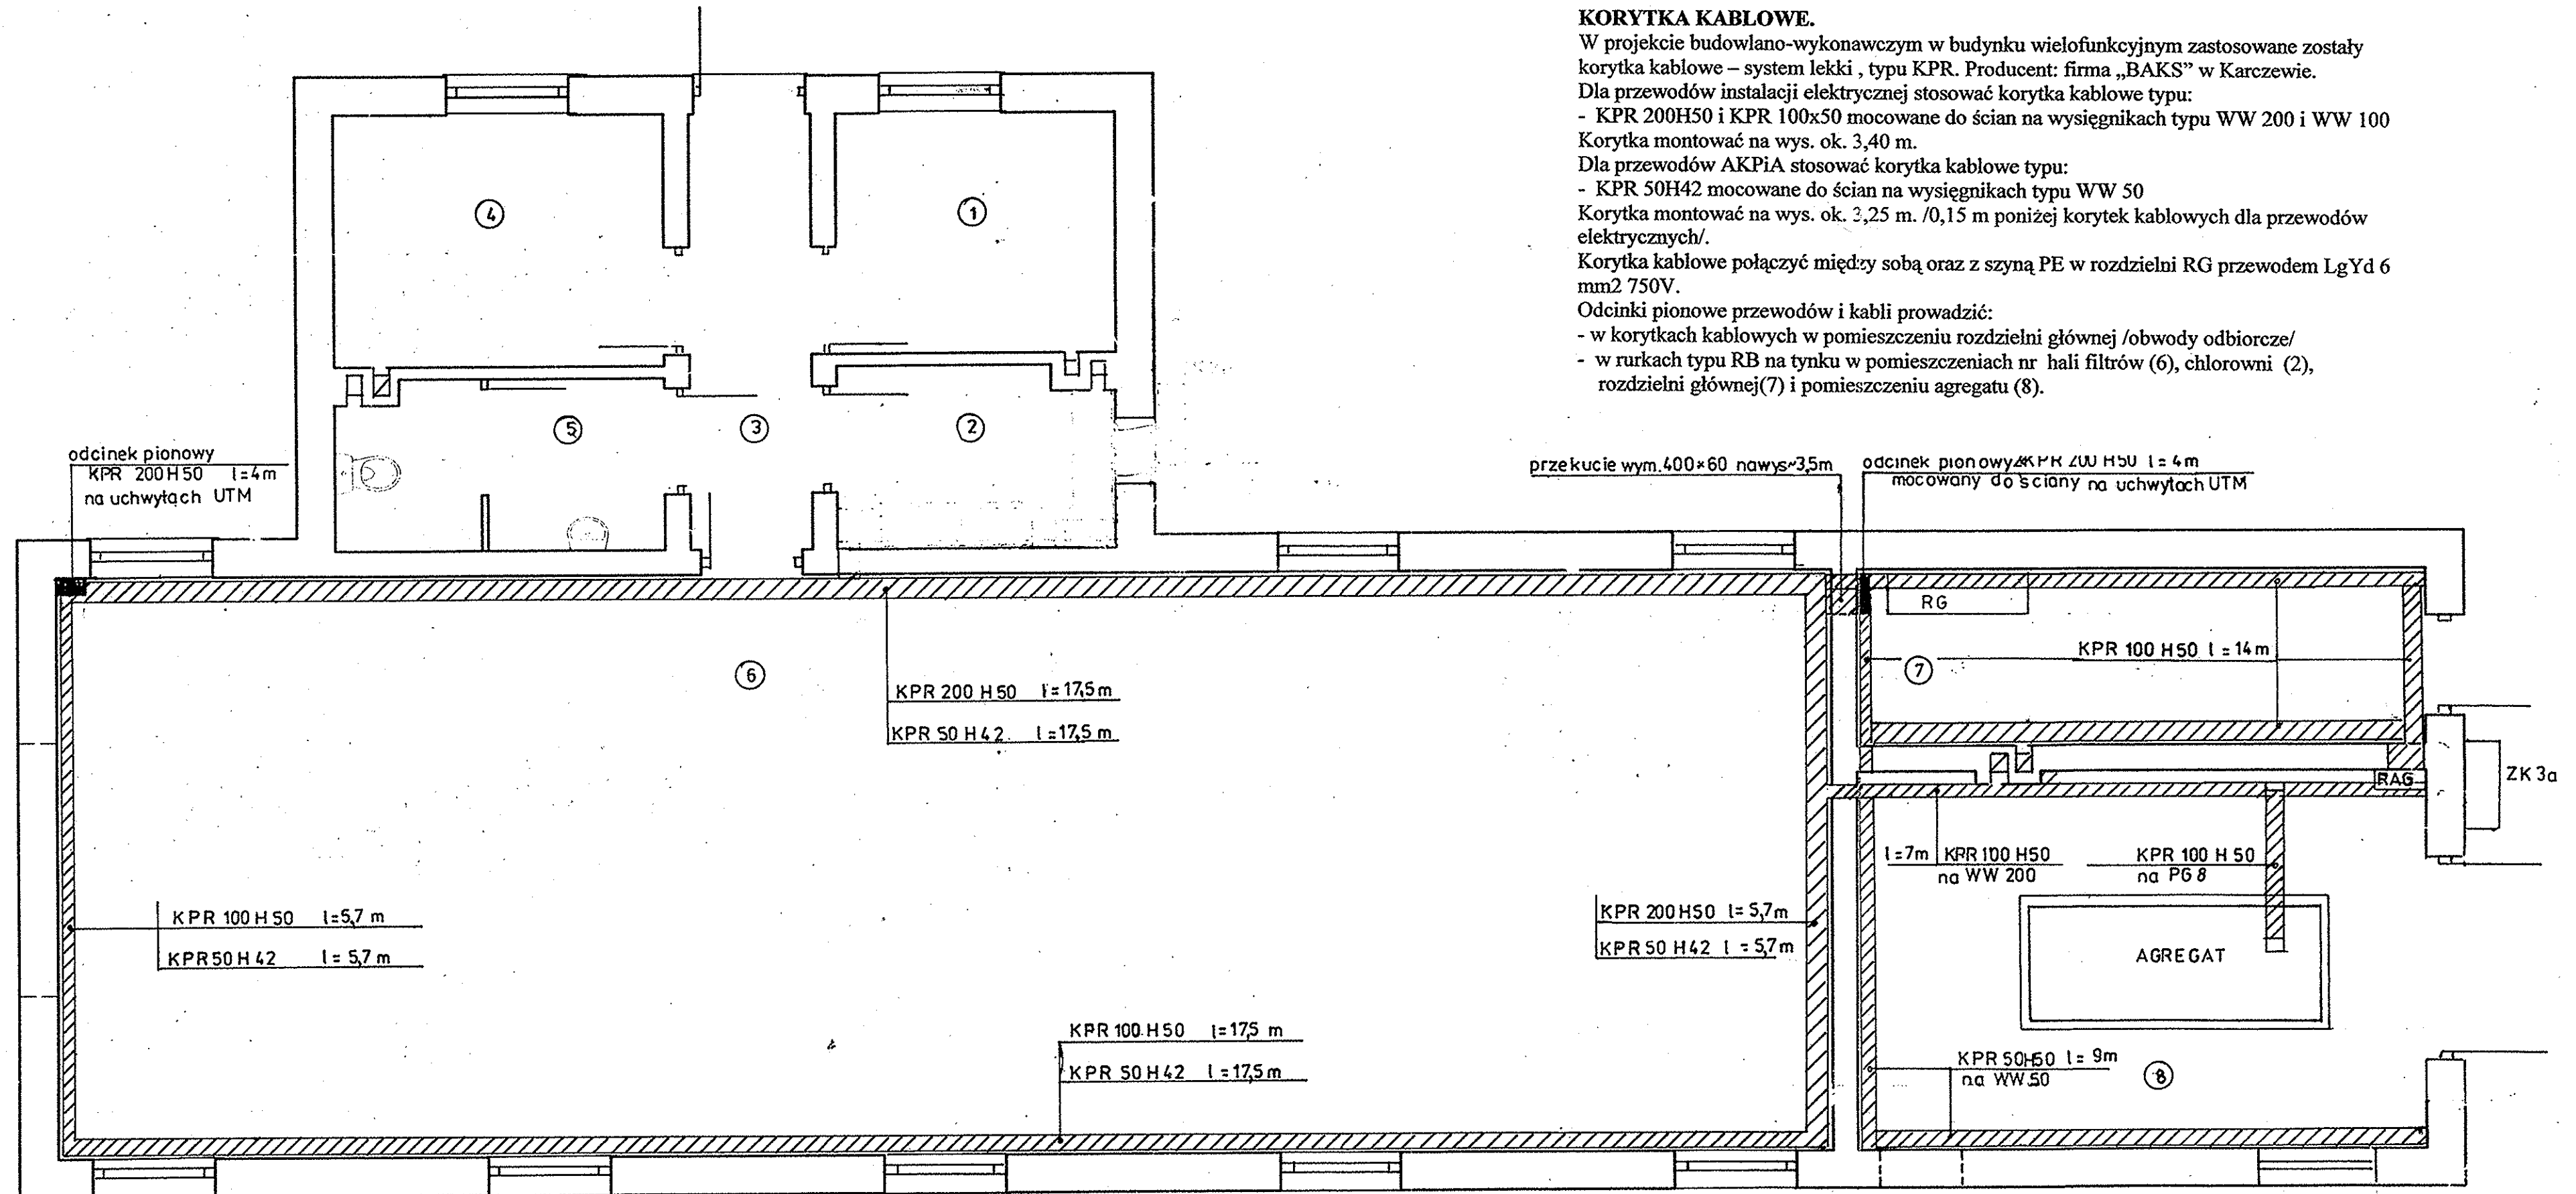 KORYTKA KABLOWE.
W projekcie budowlano-wykonawczym w budynku wielofunkcyjnym zastosowane zostały
korytka kablowe – system lekki , typu KPR. Producent: firma „BAKS” w Karczewie.
Dla przewodów instalacji elektrycznej stosować korytka kablowe typu:
- KPR 200H50 i KPR 100x50 mocowane do ścian na wysięgnikach typu WW 200 i WW 100
Korytka montować na wys. ok. 3,40 m.
Dla przewodów AKPiA stosować korytka kablowe typu:
- KPR 50H42 mocowane do ścian na wysięgnikach typu WW 50
Korytka montować na wys. ok. 3,25 m. /0,15 m poniżej korytek kablowych dla przewodów
elektrycznych/.
Korytka kablowe połączyć między sobą oraz z szyną PE w rozdzielni RG przewodem LgYd 6
mm2 750V.
Odcinki pionowe przewodów i kabli prowadzić:
- w korytkach kablowych w pomieszczeniu rozdzielni głównej /obwody odbiorcze/
- w rurkach typu RB na tynku w pomieszczeniach nr hali filtrów (6), chlorowni (2),
rozdzielni głównej(7) i pomieszczeniu agregatu (8).
4
1
5
3
2
odcinek pionowy
KPR 200H50 l=4m
na uchwytach UTM
przekucie wym.400×60 nawys~3,5m
odcinek pionowy KPR 200 H50 l = 4m
mocowany do ściany na uchwytach UTM
RG
6
7
KPR 100 H50 l = 14m
KPR 200 H50 l = 17,5 m
KPR 50 H42. l = 17,5 m
RAG
ZK 3a
l=7m KPR 100 H50
na WW 200
KPR 100 H 50
na PG 8
KPR 100 H50 l=5,7 m
KPR 50 H 42 l = 5,7 m
KPR 200H50 l= 5,7m
KPR 50 H42 l = 5,7m
AGREGAT
KPR 100.H50 l=17,5 m
KPR 50 H42 l = 17,5 m
KPR 50H50 l = 9m
na WW.50
8